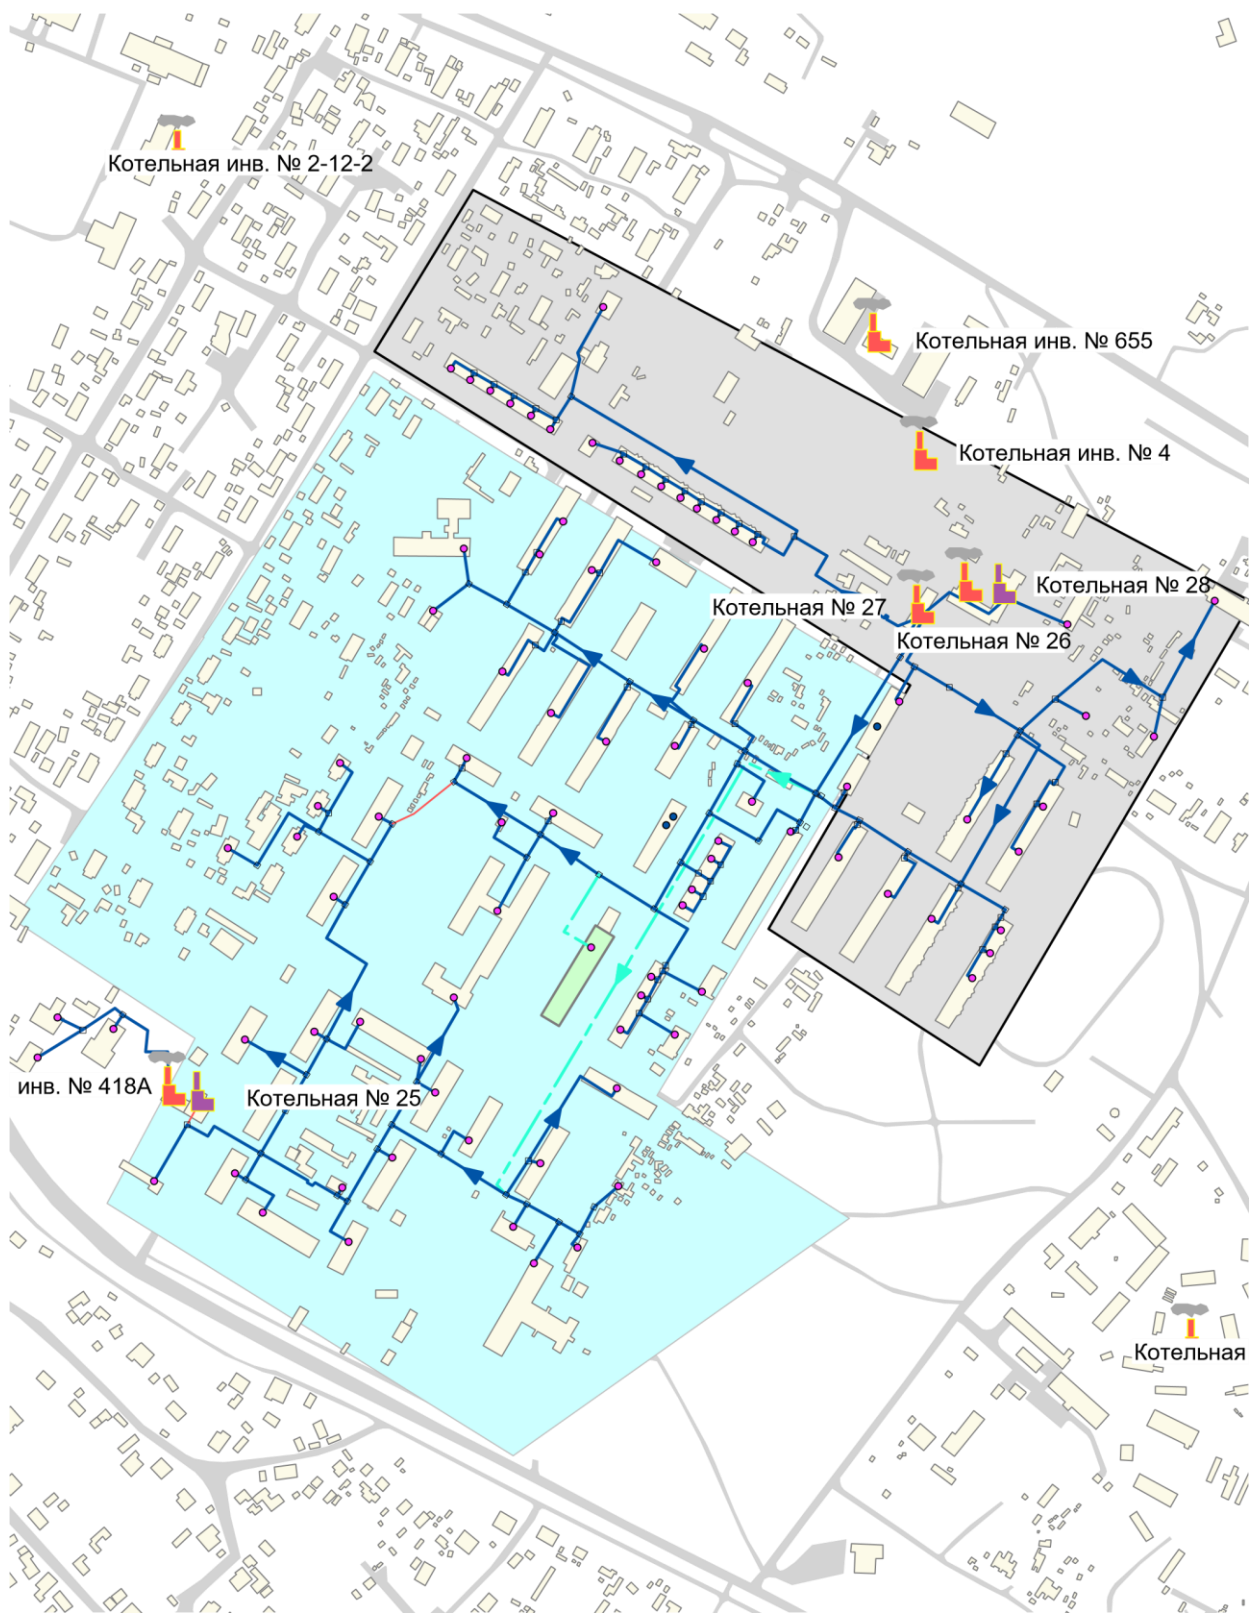 Котельная инв. № 2-12-2
Котельная инв. № 655
Котельная инв. № 4
Котельная № 28
Котельная № 27
Котельная № 26
инв. № 418А
Котельная № 25
Котельная